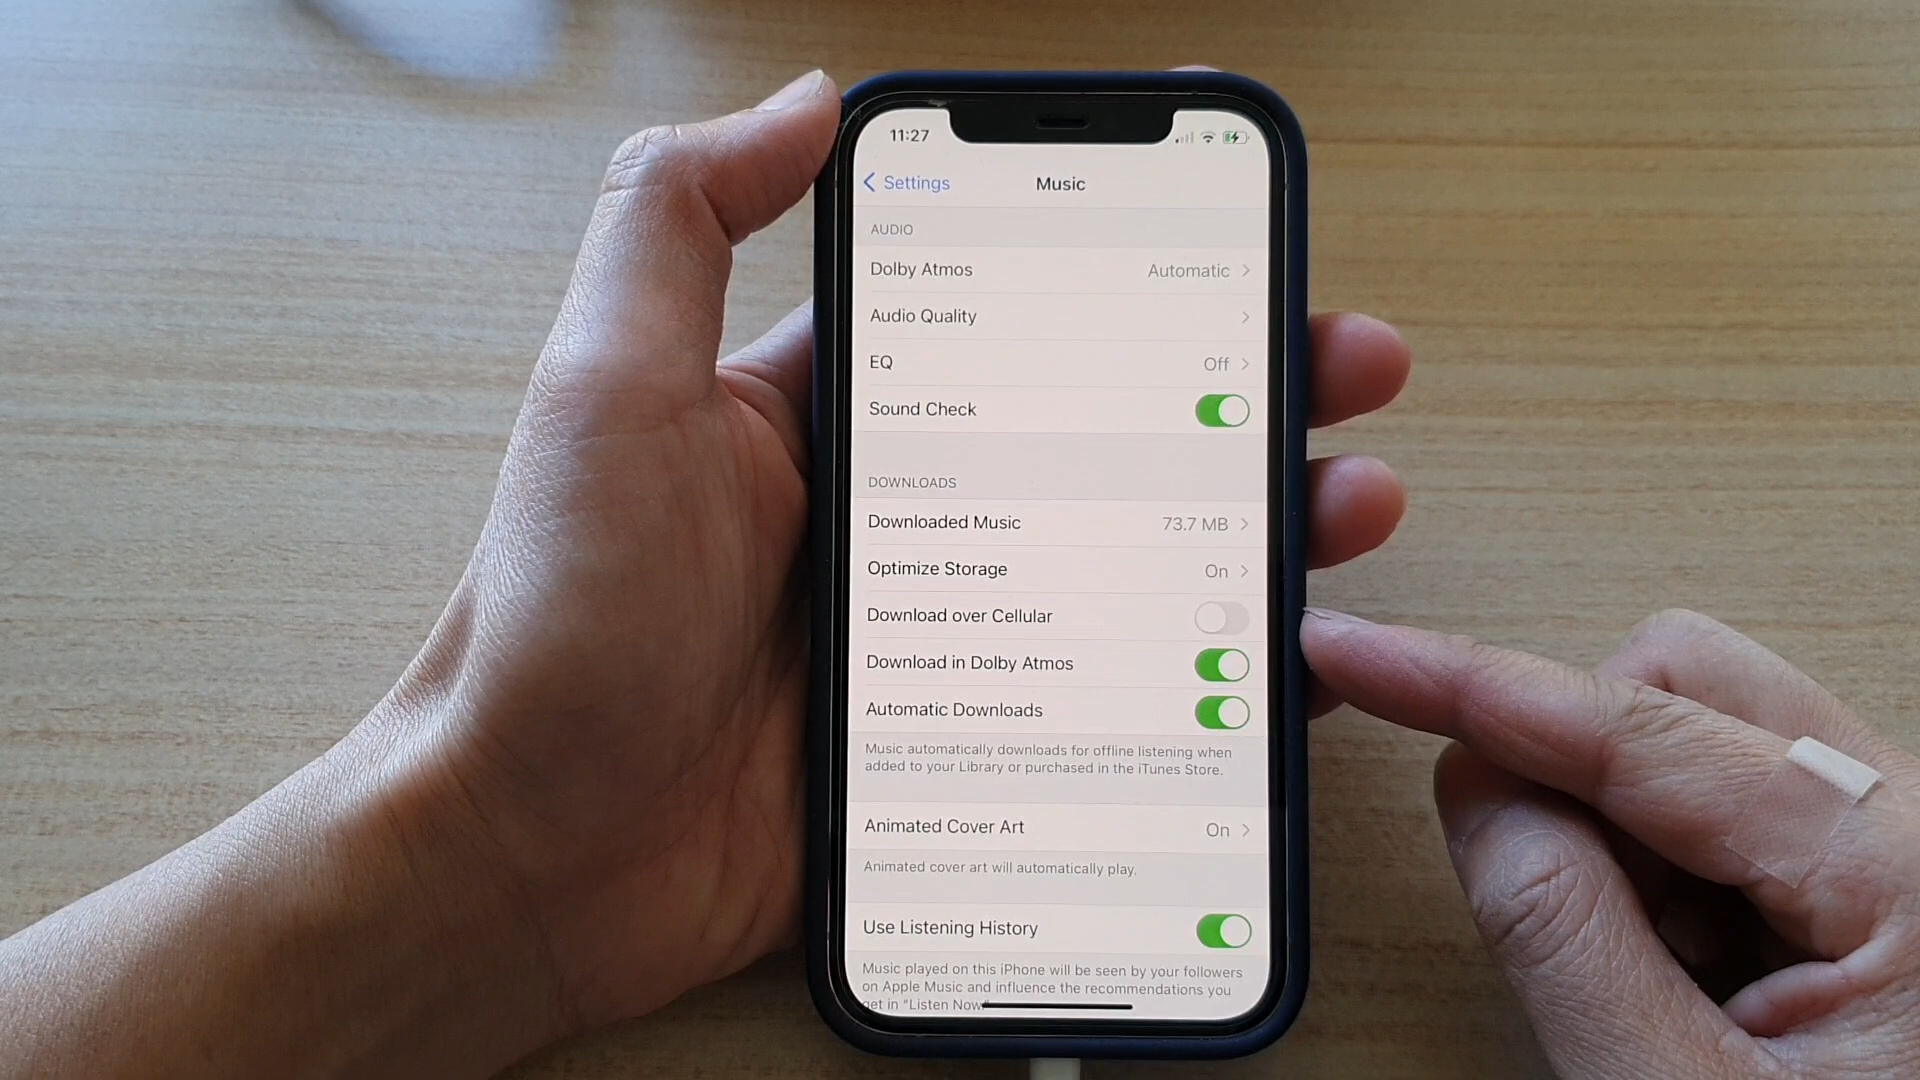 11:27
Settings
Music
AUDIO
Dolby Atmos Automatic
Audio Quality
EQ Off
Sound Check
DOWNLOADS
Downloaded Music 73.7 MB
Optimize Storage On
Download over Cellular
Download in Dolby Atmos
Automatic Downloads
Music automatically downloads for offline listening when
added to your Library or purchased in the iTunes Store.
Animated Cover Art On
Animated cover art will automatically play.
Use Listening History
Music played on this iPhone will be seen by your followers
on Apple Music and influence the recommendations you
get in "Listen Now"